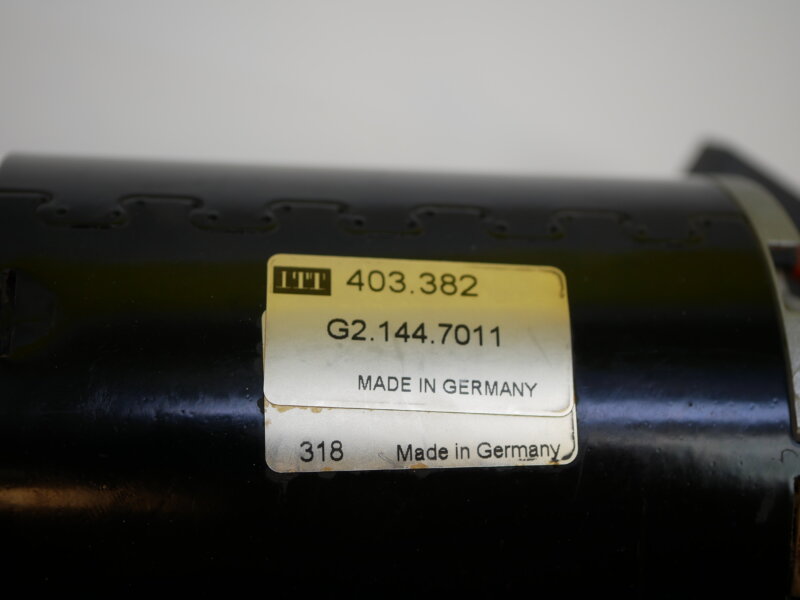 ITT 403.382
G2.144.7011
MADE IN GERMANY
318 Made in Germany